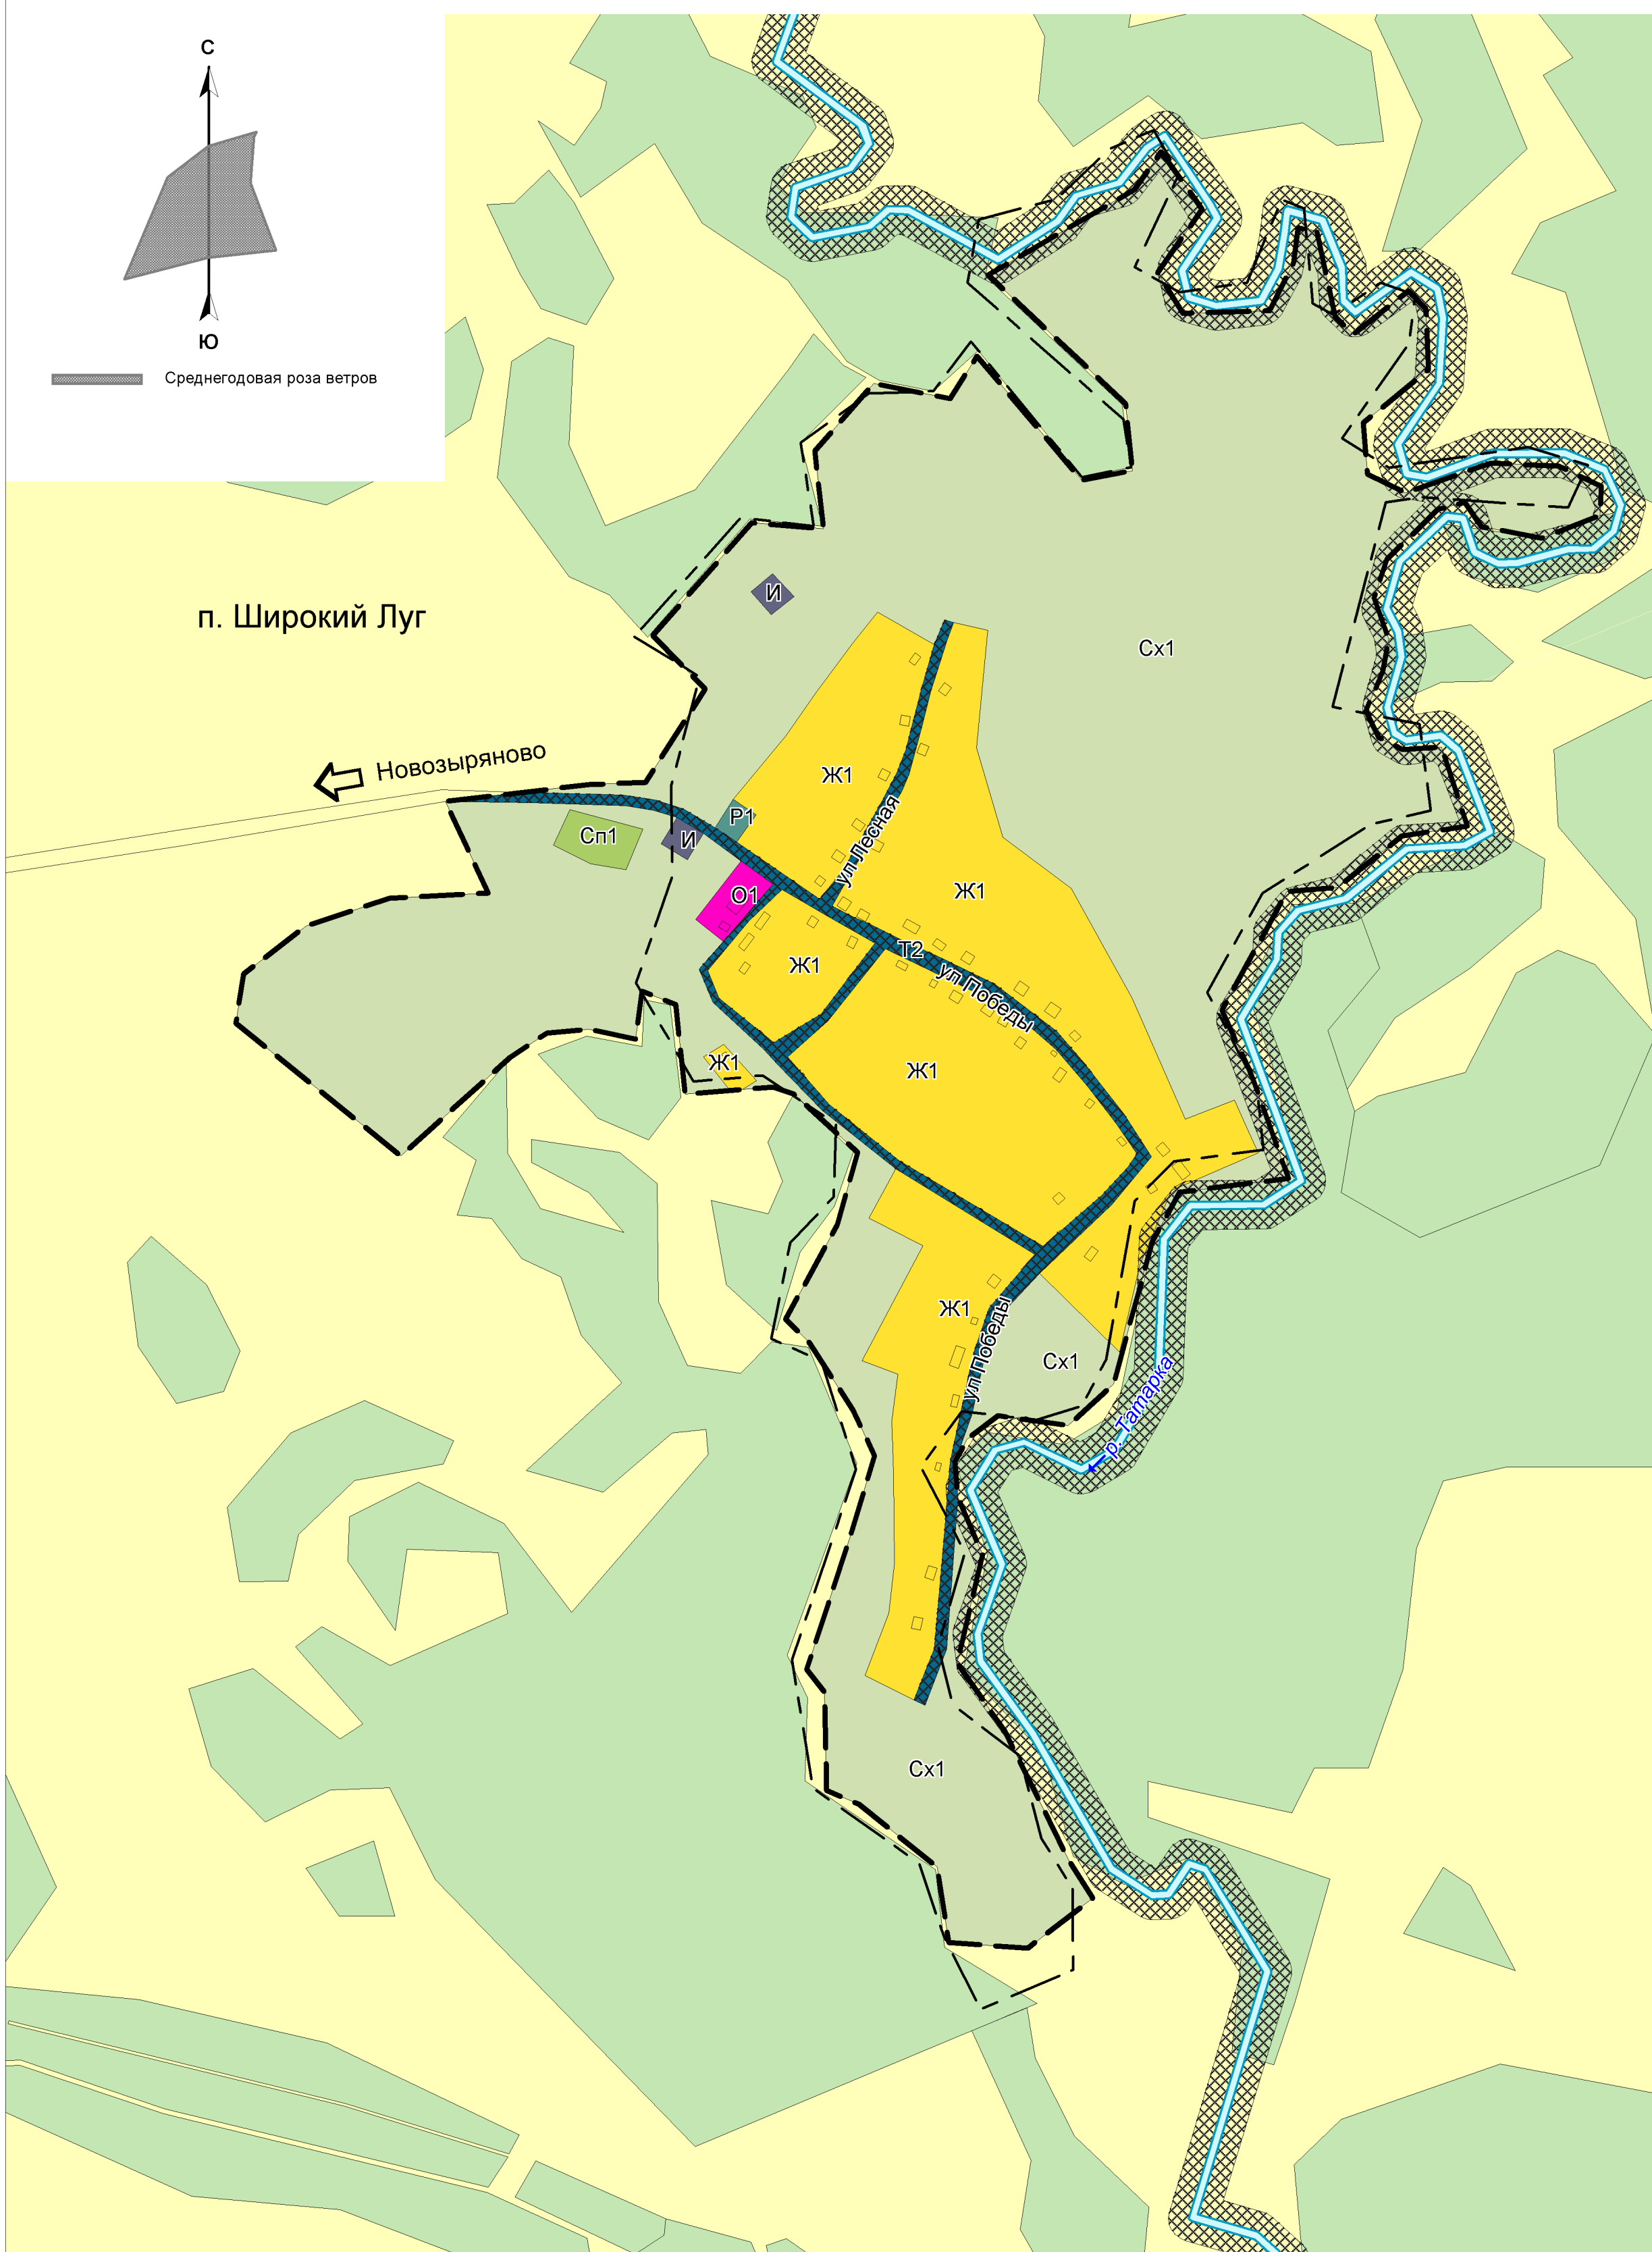 С
Ю
Среднегодовая роза ветров
п. Широкий Луг
И
Сх1
Новозыряново
Ж1
Р1
Сп1
И
ул Лесная
О1
Ж1
Т2
Ж1
ул Победы
Ж1
Ж1
Ж1
ул Победы
Сх1
р. Татарка
Сх1